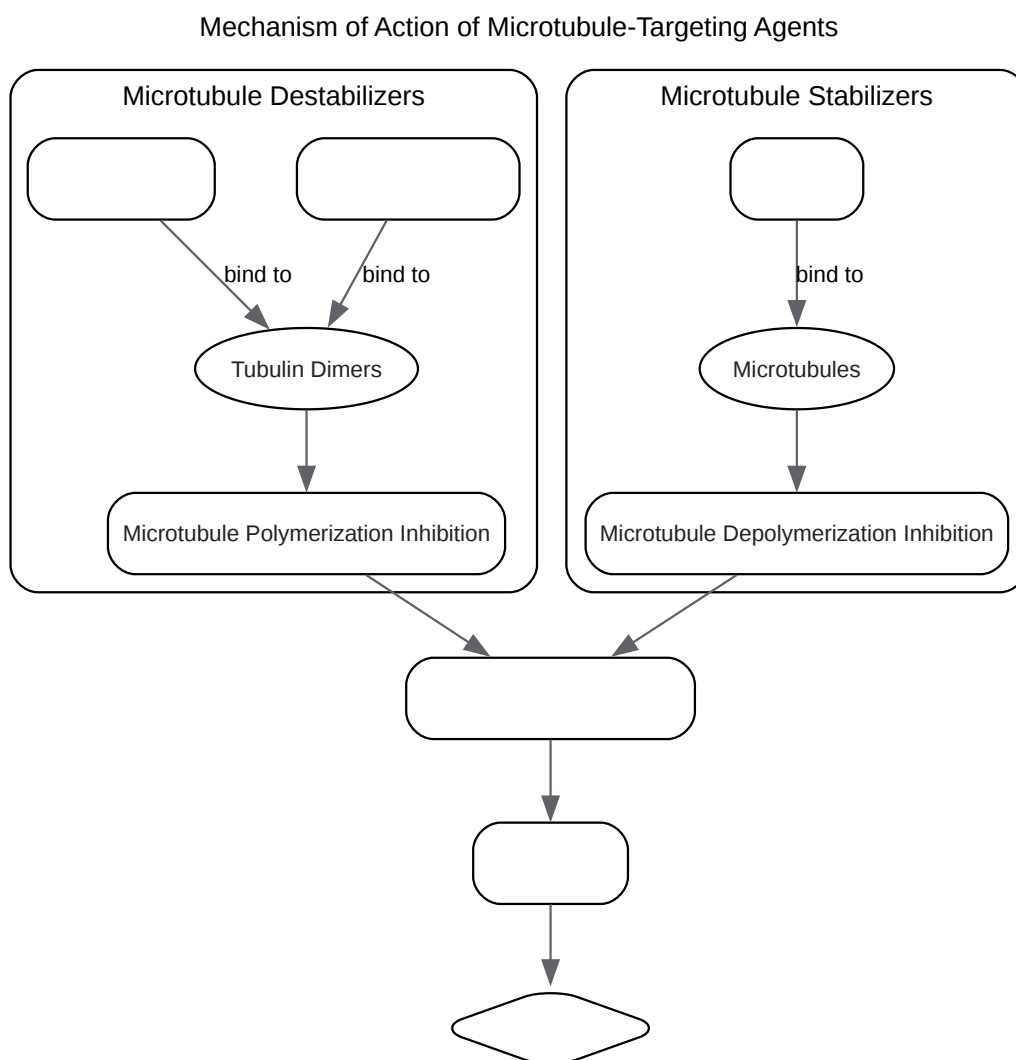 Mechanism of Action of Microtubule-Targeting Agents
Microtubule Destabilizers
Microtubule Stabilizers
bind to
bind to
bind to
Tubulin Dimers
Microtubules
Microtubule Polymerization Inhibition
Microtubule Depolymerization Inhibition